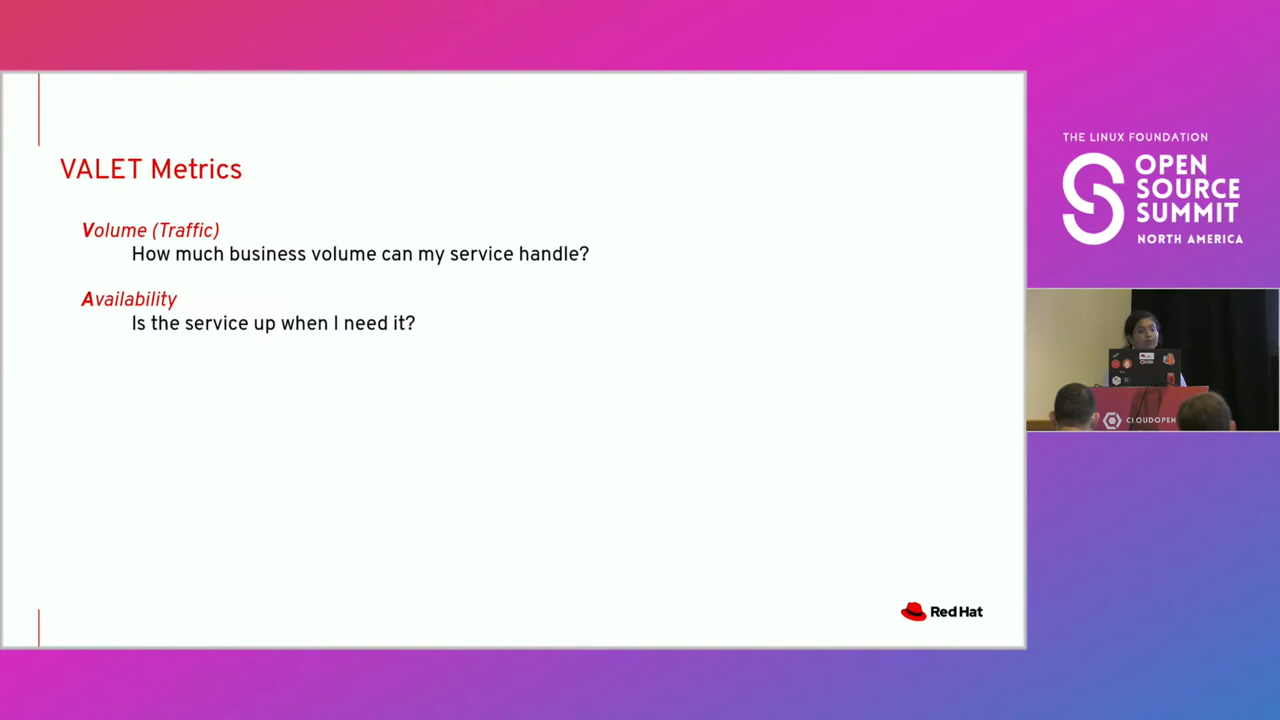 VALET Metrics
Volume (Traffic)
How much business volume can my service handle?
Availability
Is the service up when I need it?
Red Hat
THE LINUX FOUNDATION
OPEN
SOURCE
SUMMIT
NORTH AMERICA
CLOUDOPEN